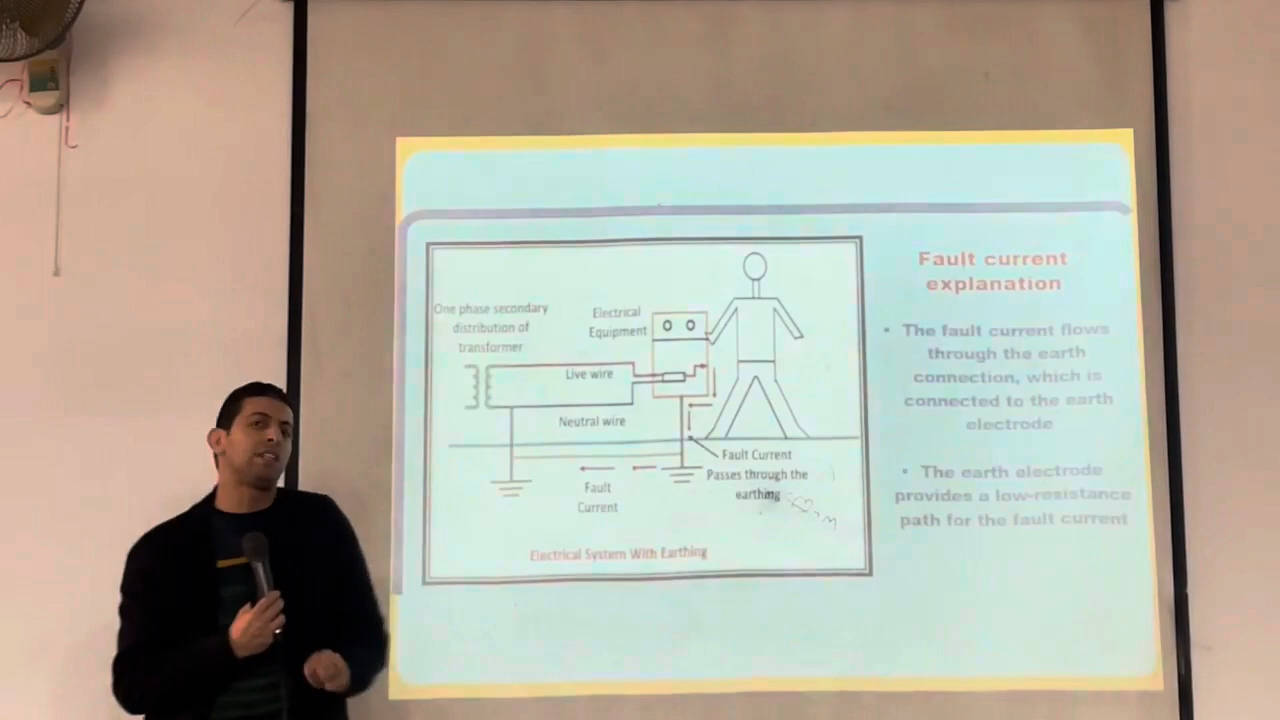 Fault current
explanation
• The fault current flows
through the earth
connection, which is
connected to the earth
electrode
• The earth electrode
provides a low-resistance
path for the fault current
One phase secondary
distribution of
transformer
Electrical
Equipment
Live wire
Neutral wire
Fault Current
Passes through the
earthing
Fault
Current
Electrical System With Earthing